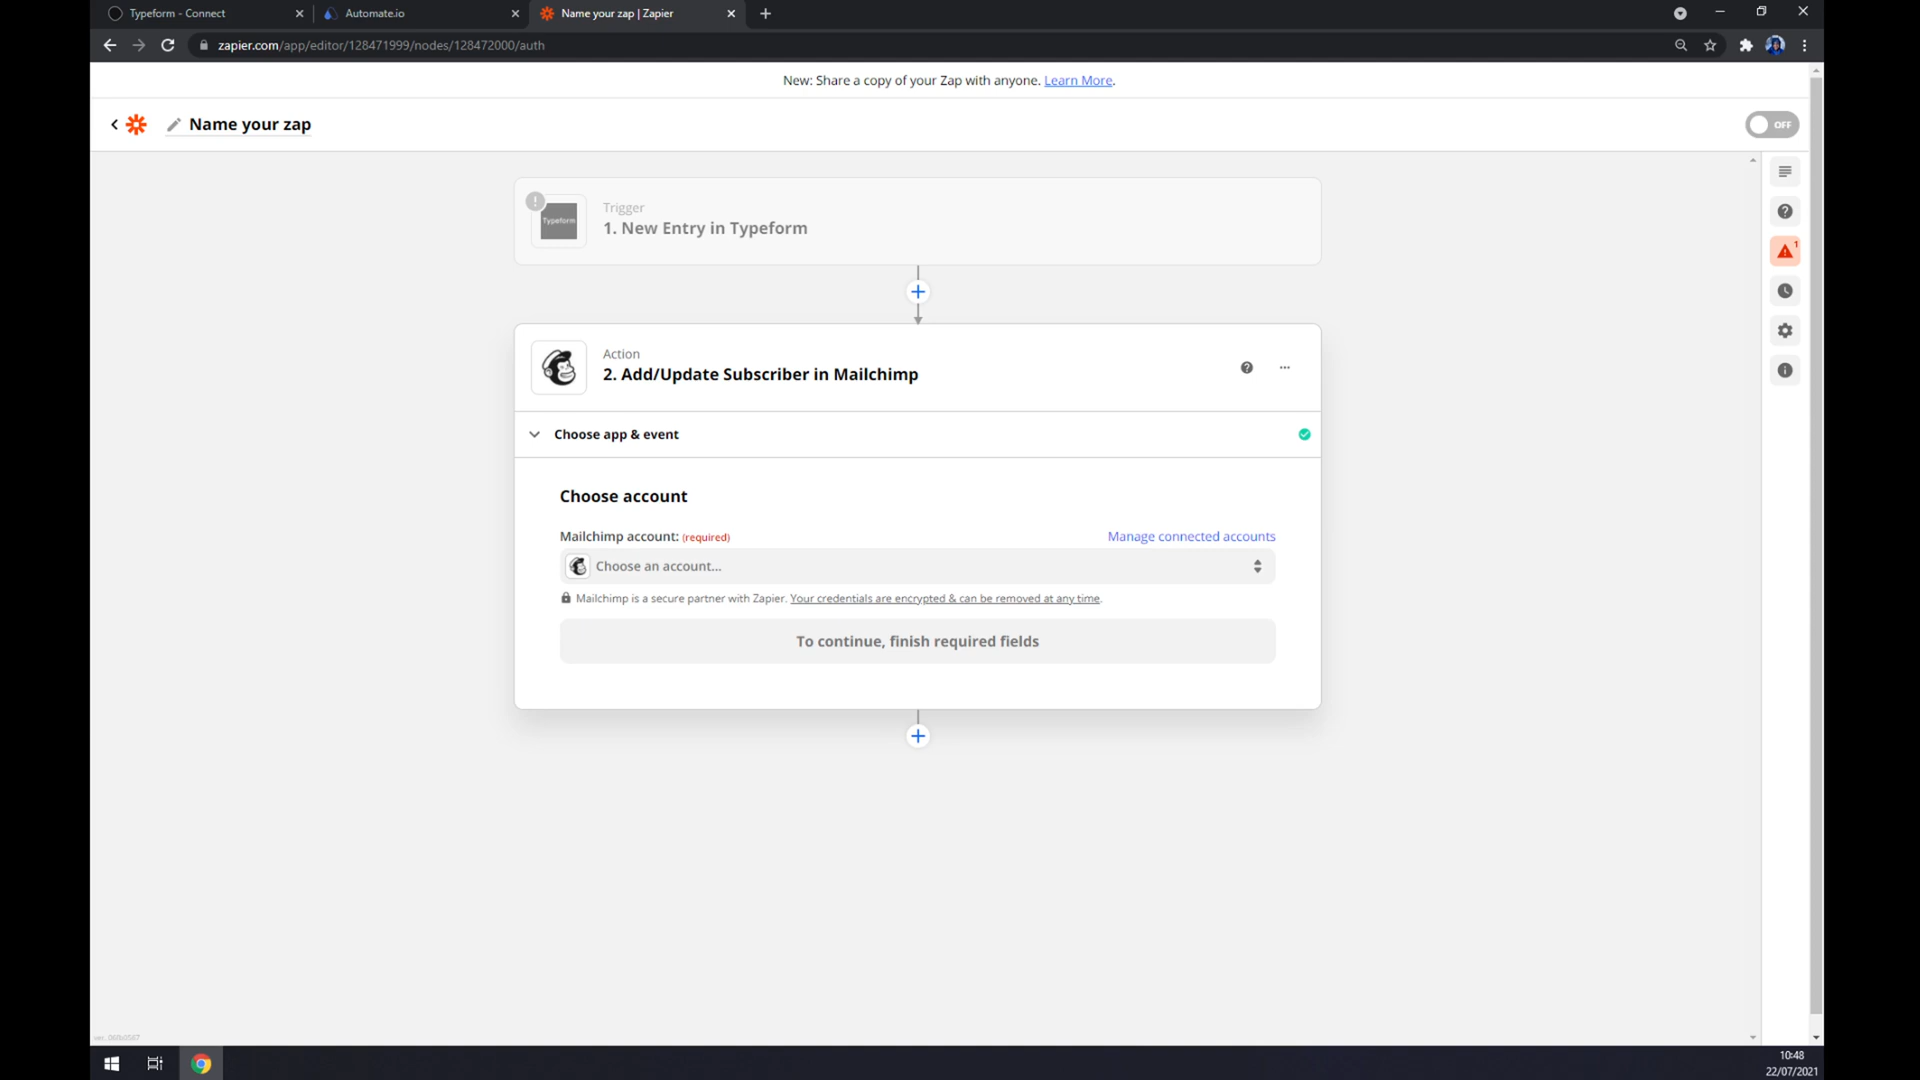 Typeform - Connect
Automate.io
Name your zap | Zapier
zapier.com/app/editor/128471999/nodes/128472000/auth
New: Share a copy of your Zap with anyone. Learn More.
Name your zap
OFF
Typeform
Trigger
1. New Entry in Typeform
1
Action
2. Add/Update Subscriber in Mailchimp
Choose app & event
Choose account
Mailchimp account: (required)
Manage connected accounts
Choose an account...
Mailchimp is a secure partner with Zapier. Your credentials are encrypted & can be removed at any time.
To continue, finish required fields
10:48
22/07/2021